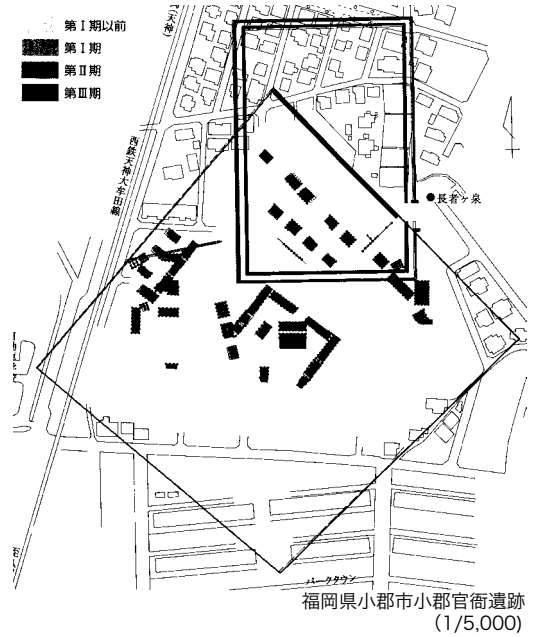 第Ⅰ期以前
第Ⅰ期
第Ⅱ期
第Ⅲ期
(天神)
西鉄天神大牟田線
長者ヶ泉
パークタウン
福岡県小郡市小郡官衙遺跡
(1/5,000)